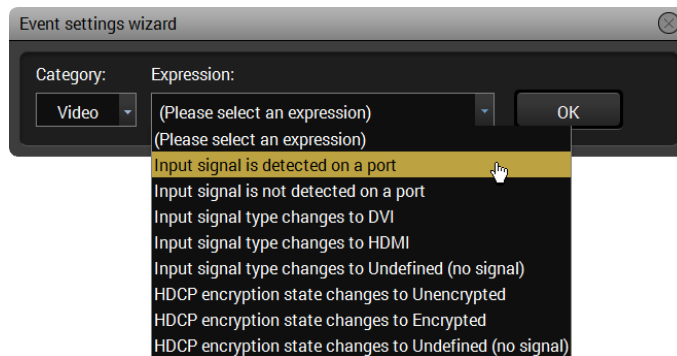 Event settings wizard
Category: Expression:
Video (Please select an expression) OK
(Please select an expression)
Input signal is detected on a port
Input signal is not detected on a port
Input signal type changes to DVI
Input signal type changes to HDMI
Input signal type changes to Undefined (no signal)
HDCP encryption state changes to Unencrypted
HDCP encryption state changes to Encrypted
HDCP encryption state changes to Undefined (no signal)